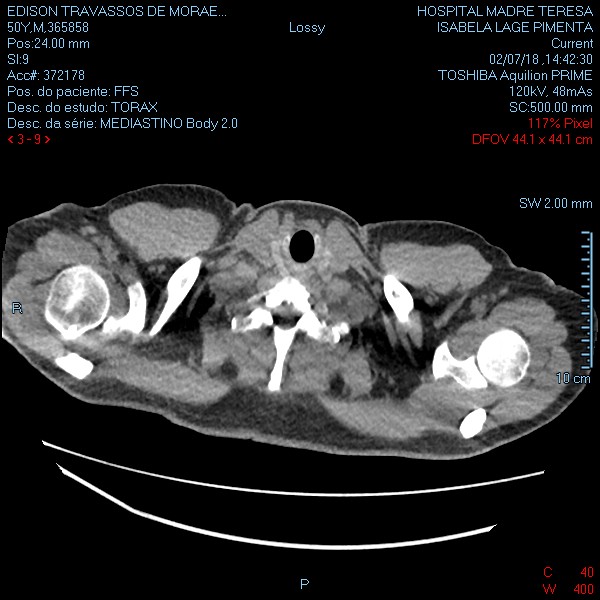 EDISON TRAVASSOS DE MORAE...
50Y,M,365858
Pos:24.00 mm
SI:9
Acc#: 372178
Pos. do paciente: FFS
Desc. do estudo: TORAX
Desc. da série: MEDIASTINO Body 2.0
< 3 - 9 >
Lossy
HOSPITAL MADRE TERESA
ISABELA LAGE PIMENTA
Current
02/07/18 ,14:42:30
TOSHIBA Aquilion PRIME
120kV, 48mAs
SC:500.00 mm
117% Pixel
DFOV 44.1 x 44.1 cm
SW 2.00 mm
R
10 cm
P
C 40
W 400